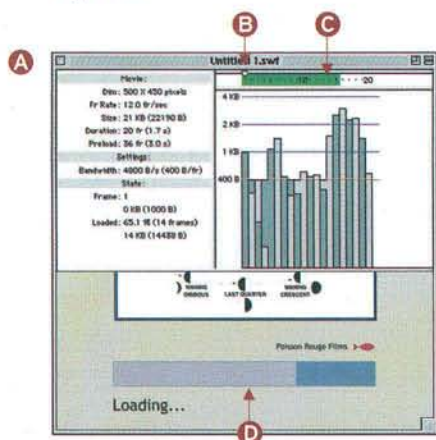 B
C
A
Untitled 1.swf
Movie:
Dim: 500 X 450 pixels
Fr Rate: 12.0 fr/sec
Size: 21 KB (22190 B)
Duration: 20 fr (1.7 s)
Preload: 36 fr (3.0 s)
Settings:
Bandwidth: 4800 B/s (400 B/fr)
State:
Frame: 1
0 KB (1000 B)
Loaded: 65.1 % (14 frames)
14 KB (14488 B)
20
4 KB
2 KB
1 KB
400 B
WANING GIBBOUS
LAST QUARTER
WANING CRESCENT
Poisson Rouge Films
Loading...
D